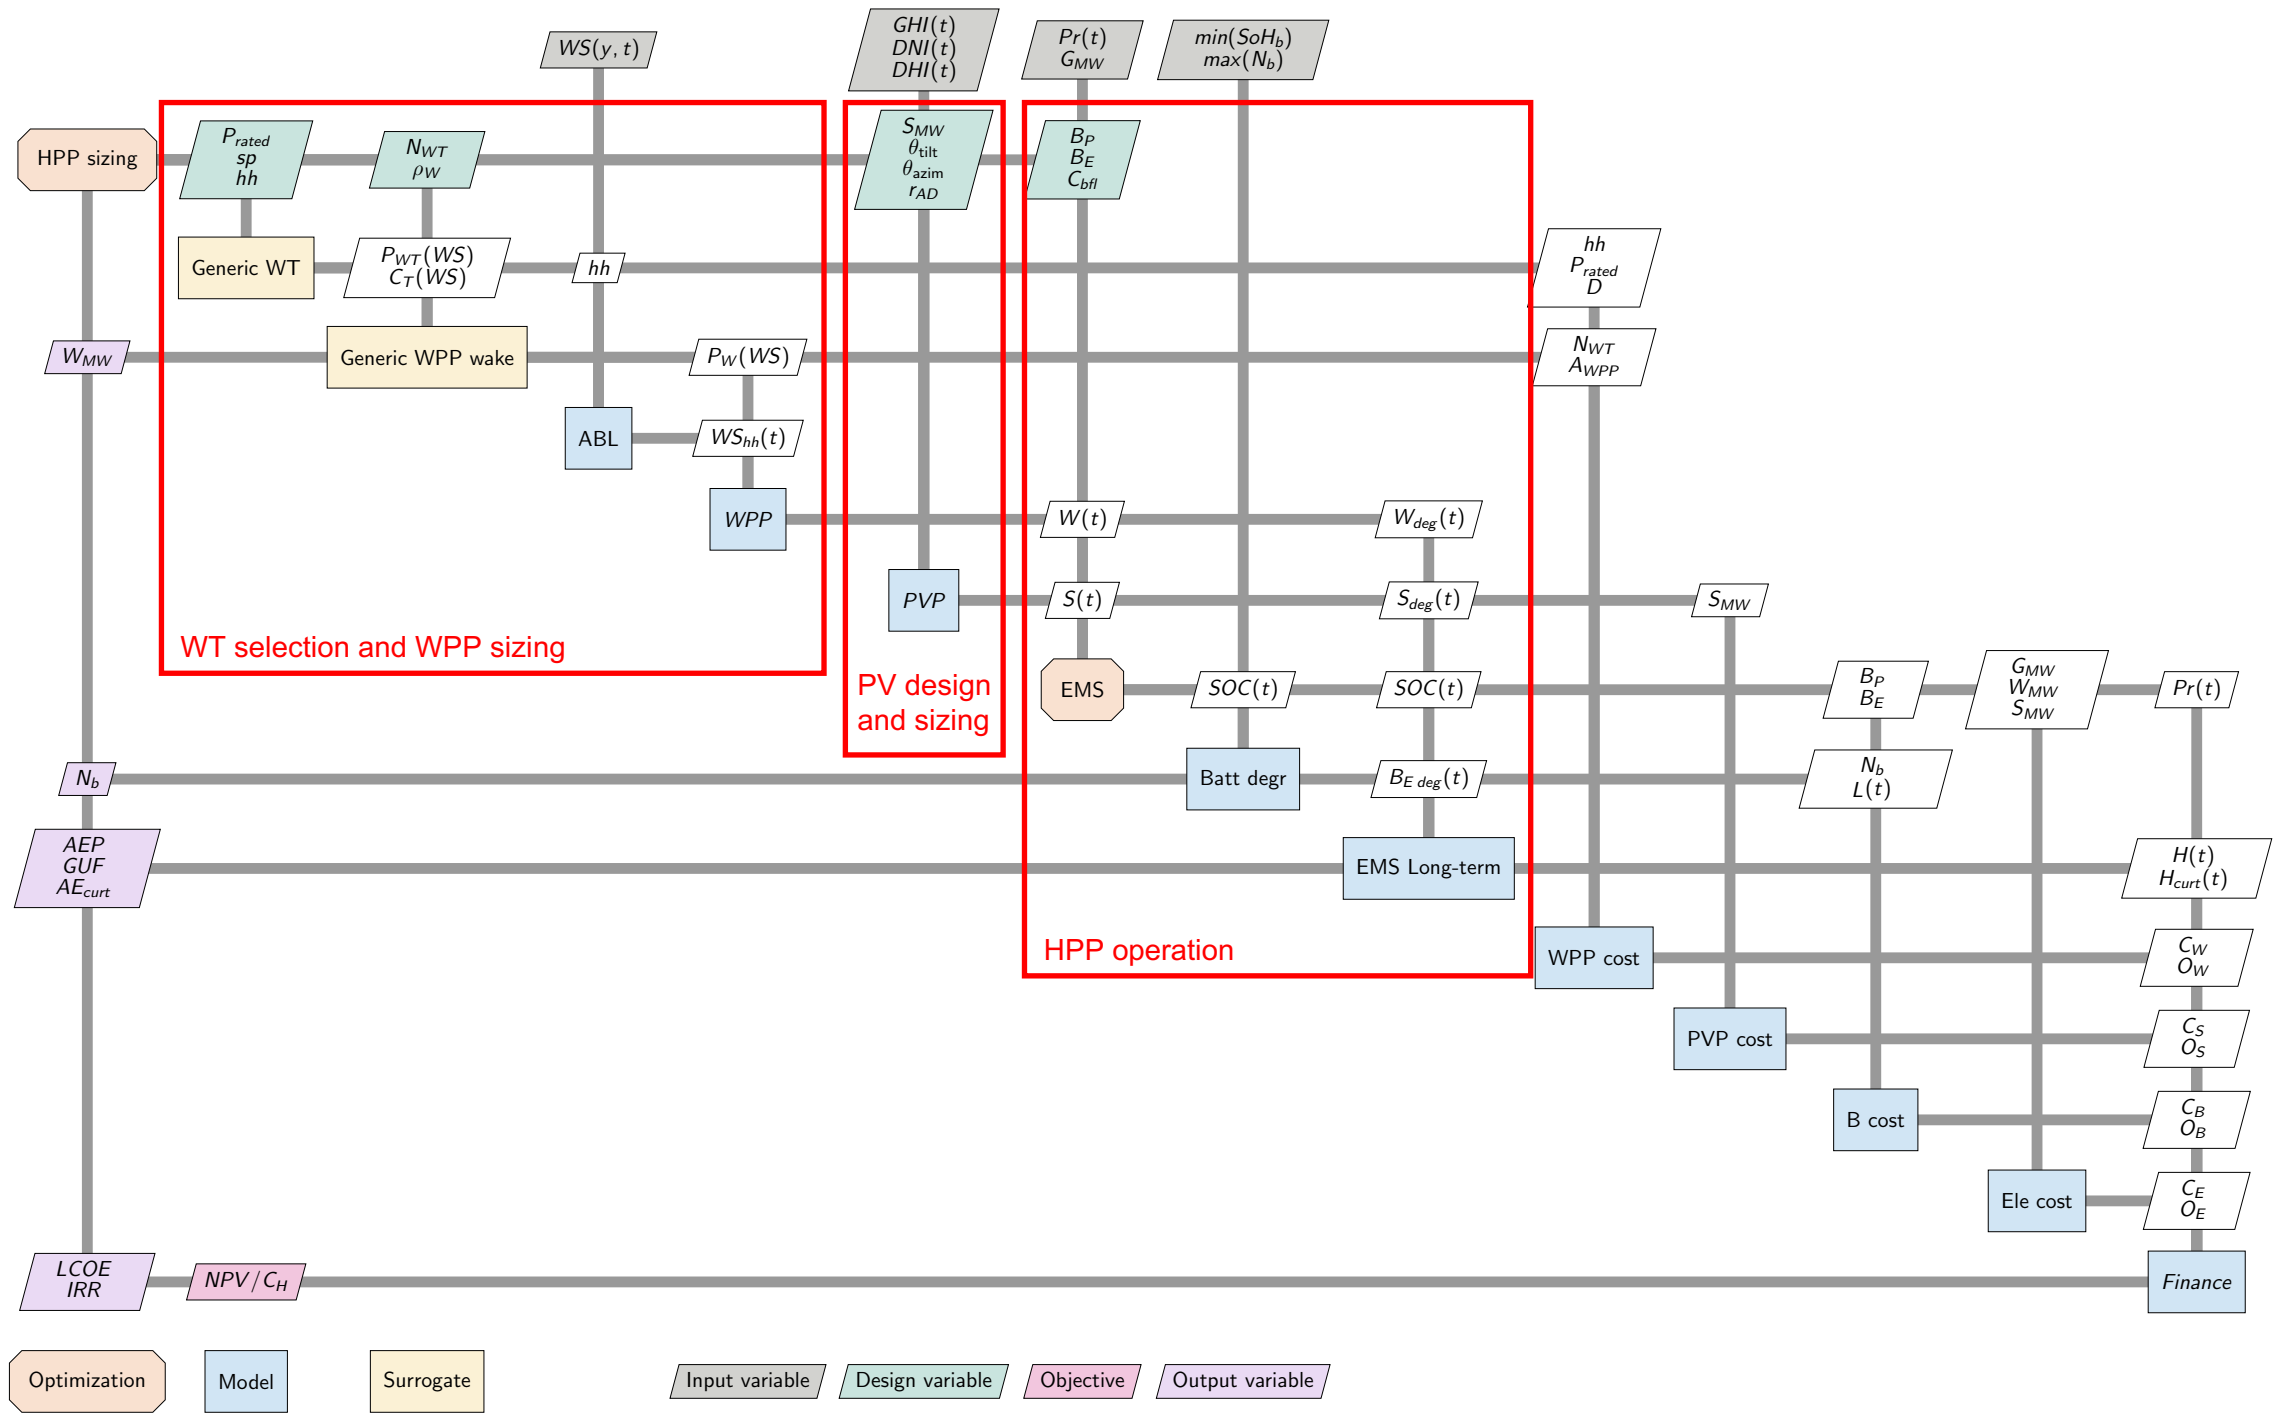 WS(y, t)
GHI(t)
DNI(t)
DHI(t)
Pr(t)
G_MW
min(SoH_b)
max(N_b)
HPP sizing
P_rated
sp
hh
N_WT
ρ_W
S_MW
θ_tilt
θ_azim
r_AD
B_P
B_E
C_bfl
Generic WT
P_WT(WS)
C_T(WS)
hh
hh
P_rated
D
W_MW
Generic WPP wake
P_W(WS)
N_WT
A_WPP
ABL
WS_hh(t)
WPP
W(t)
W_deg(t)
PVP
S(t)
S_deg(t)
S_MW
WT selection and WPP sizing
PV design
and sizing
EMS
SOC(t)
SOC(t)
B_P
B_E
G_MW
W_MW
S_MW
Pr(t)
N_b
Batt degr
B_E deg(t)
N_b
L(t)
AEP
GUF
AE_curt
EMS Long-term
H(t)
H_curt(t)
HPP operation
WPP cost
C_W
O_W
PVP cost
C_S
O_S
B cost
C_B
O_B
Ele cost
C_E
O_E
LCOE
IRR
NPV/C_H
Finance
Optimization
Model
Surrogate
Input variable
Design variable
Objective
Output variable